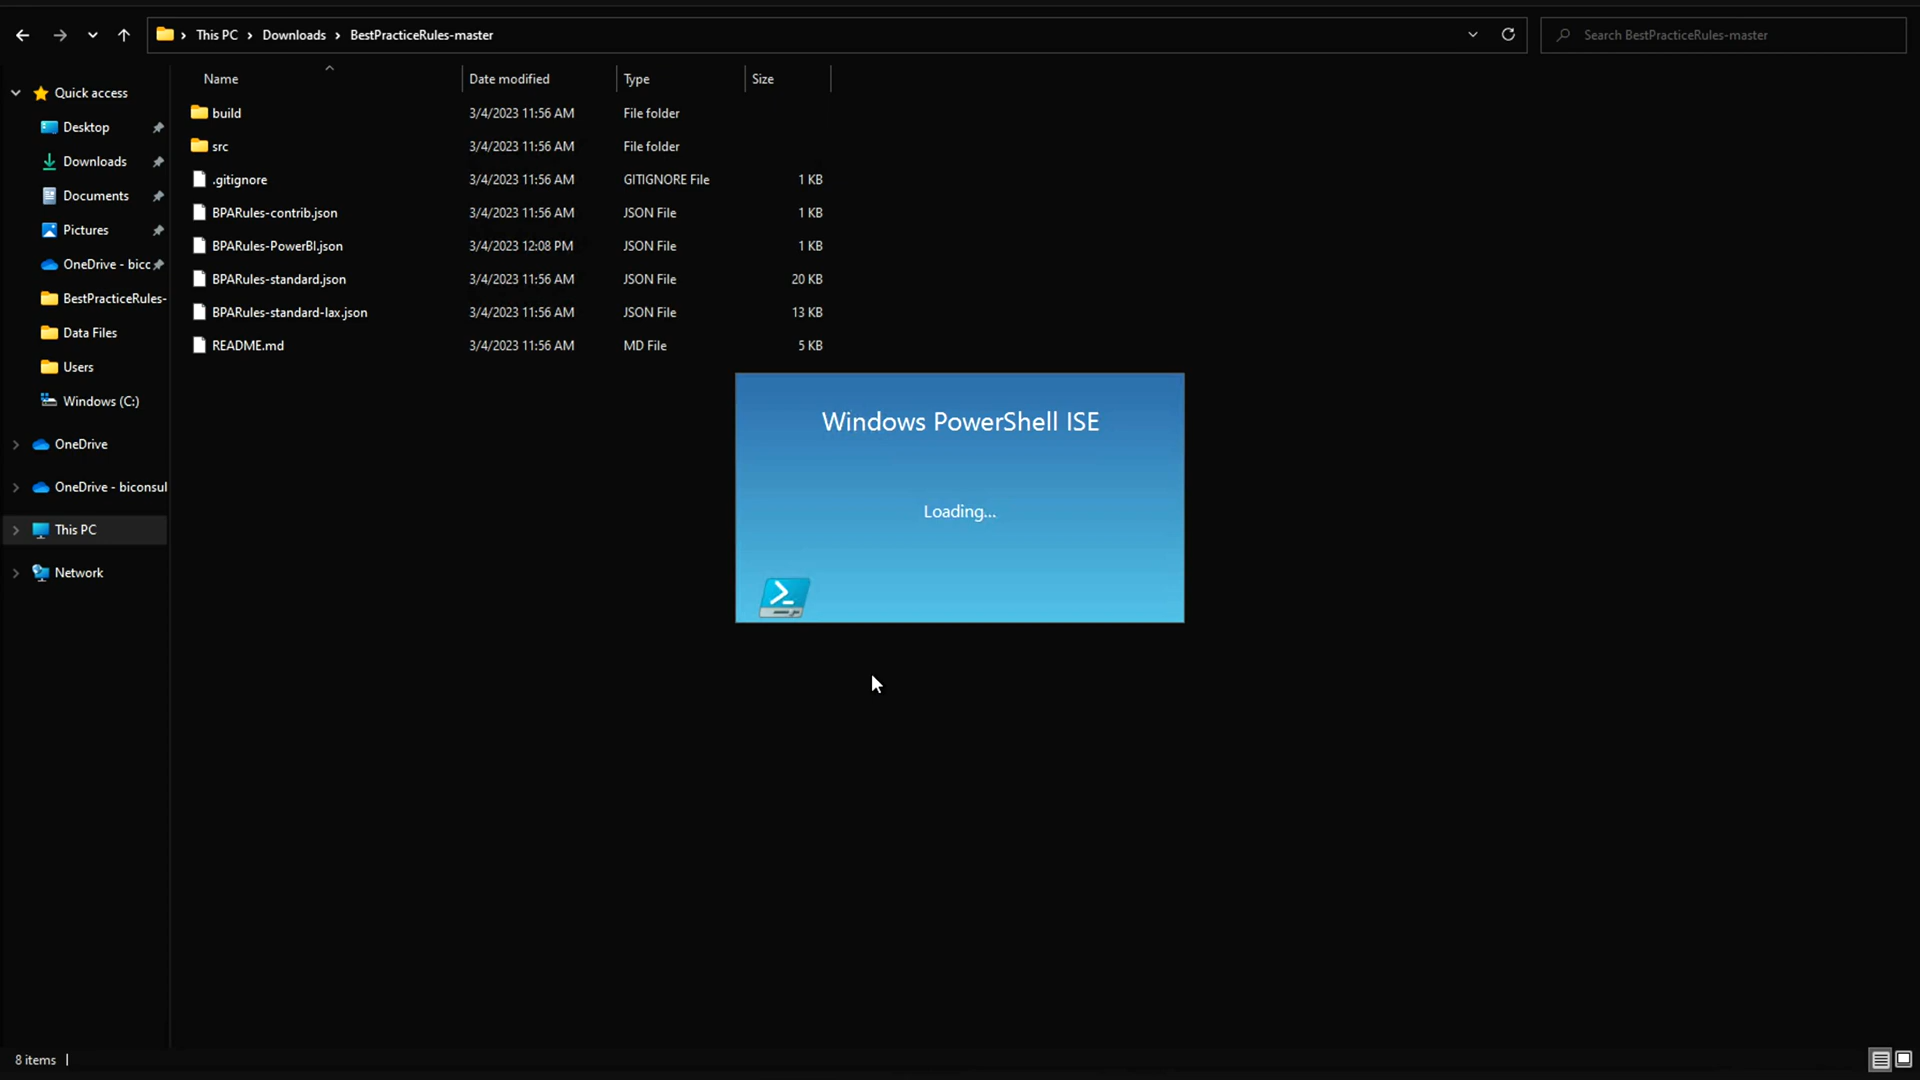 This PC > Downloads > BestPracticeRules-master
Search BestPracticeRules-master
Name Date modified Type Size
Quick access
Desktop
Downloads
Documents
Pictures
OneDrive - bicc
BestPracticeRules-
Data Files
Users
Windows (C:)
OneDrive
OneDrive - biconsul
This PC
Network
build 3/4/2023 11:56 AM File folder
src 3/4/2023 11:56 AM File folder
.gitignore 3/4/2023 11:56 AM GITIGNORE File 1 KB
BPARules-contrib.json 3/4/2023 11:56 AM JSON File 1 KB
BPARules-PowerBI.json 3/4/2023 12:08 PM JSON File 1 KB
BPARules-standard.json 3/4/2023 11:56 AM JSON File 20 KB
BPARules-standard-lax.json 3/4/2023 11:56 AM JSON File 13 KB
README.md 3/4/2023 11:56 AM MD File 5 KB
Windows PowerShell ISE
Loading...
8 items